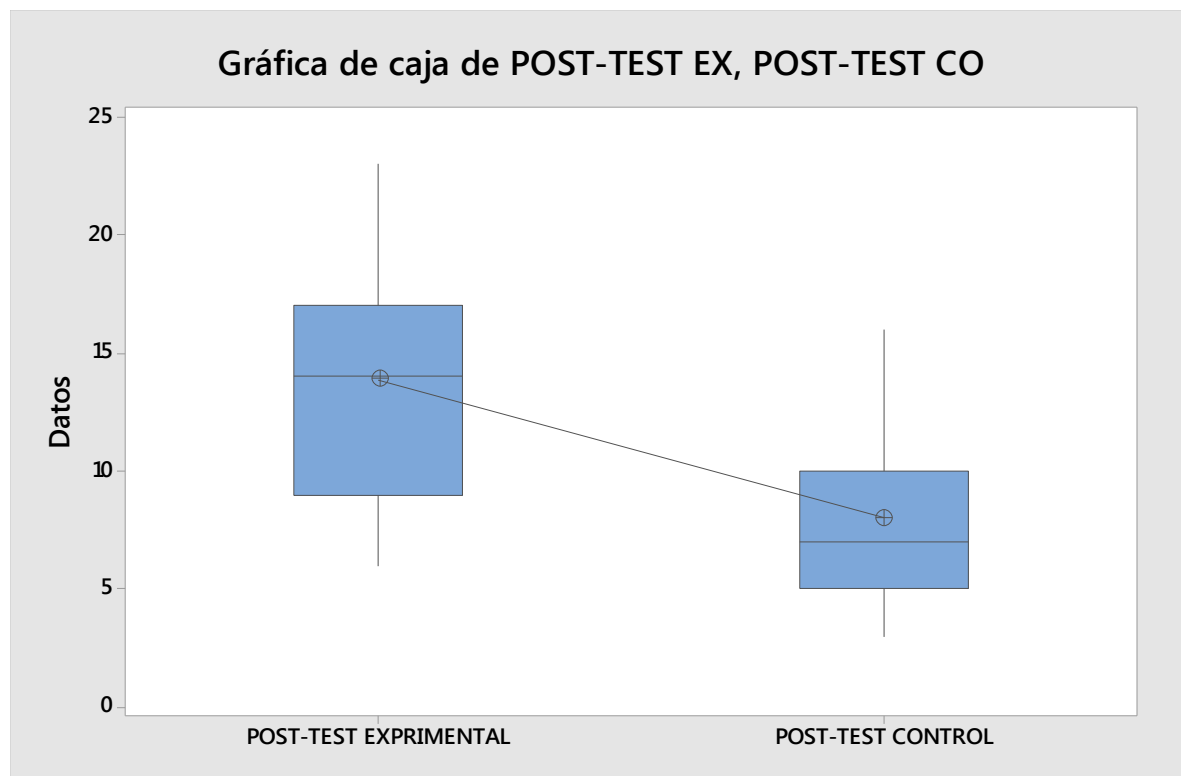 Gráfica de caja de POST-TEST EX, POST-TEST CO
25
20
15
10
5
0
Datos
POST-TEST EXPRIMENTAL
POST-TEST CONTROL